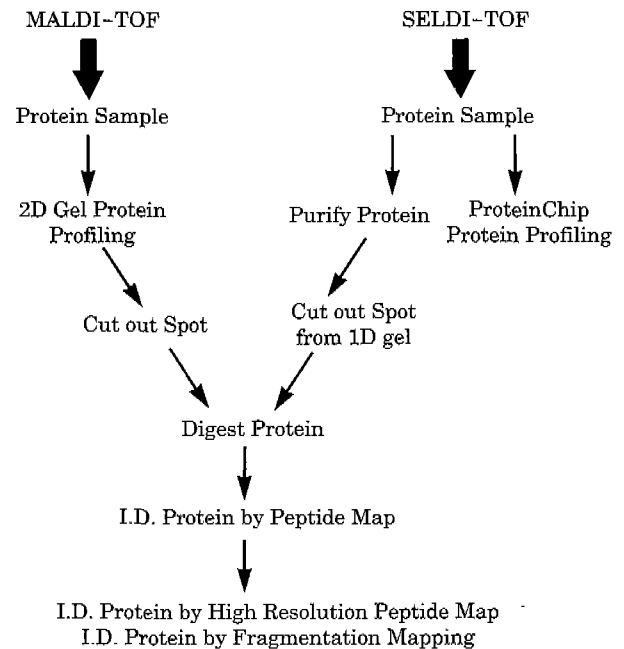 MALDI-TOF
SELDI-TOF
Protein Sample
Protein Sample
2D Gel Protein
Profiling
Purify Protein
ProteinChip
Protein Profiling
Cut out Spot
Cut out Spot
from 1D gel
Digest Protein
I.D. Protein by Peptide Map
I.D. Protein by High Resolution Peptide Map
I.D. Protein by Fragmentation Mapping